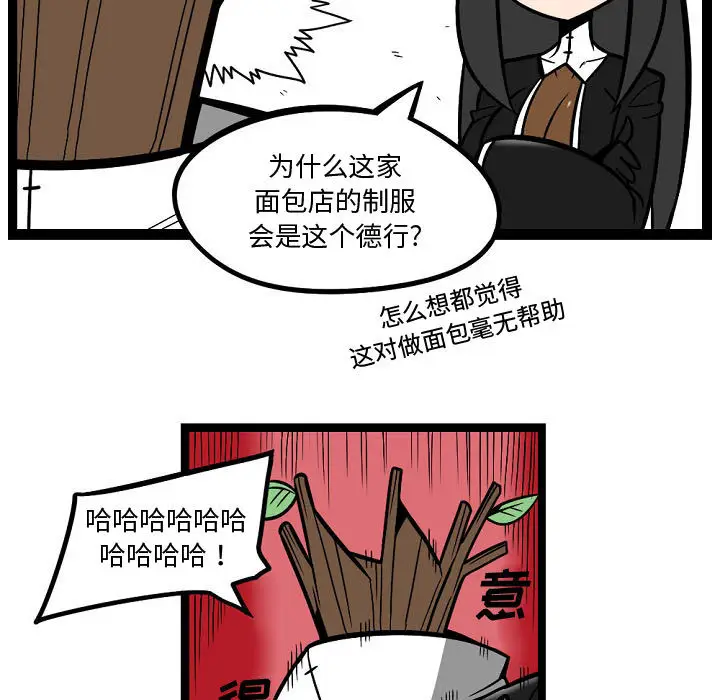 为什么这家
面包店的制服
会是这个德行?
怎么想都觉得
这对做面包毫无帮助
哈哈哈哈哈哈
哈哈哈哈！
得
意